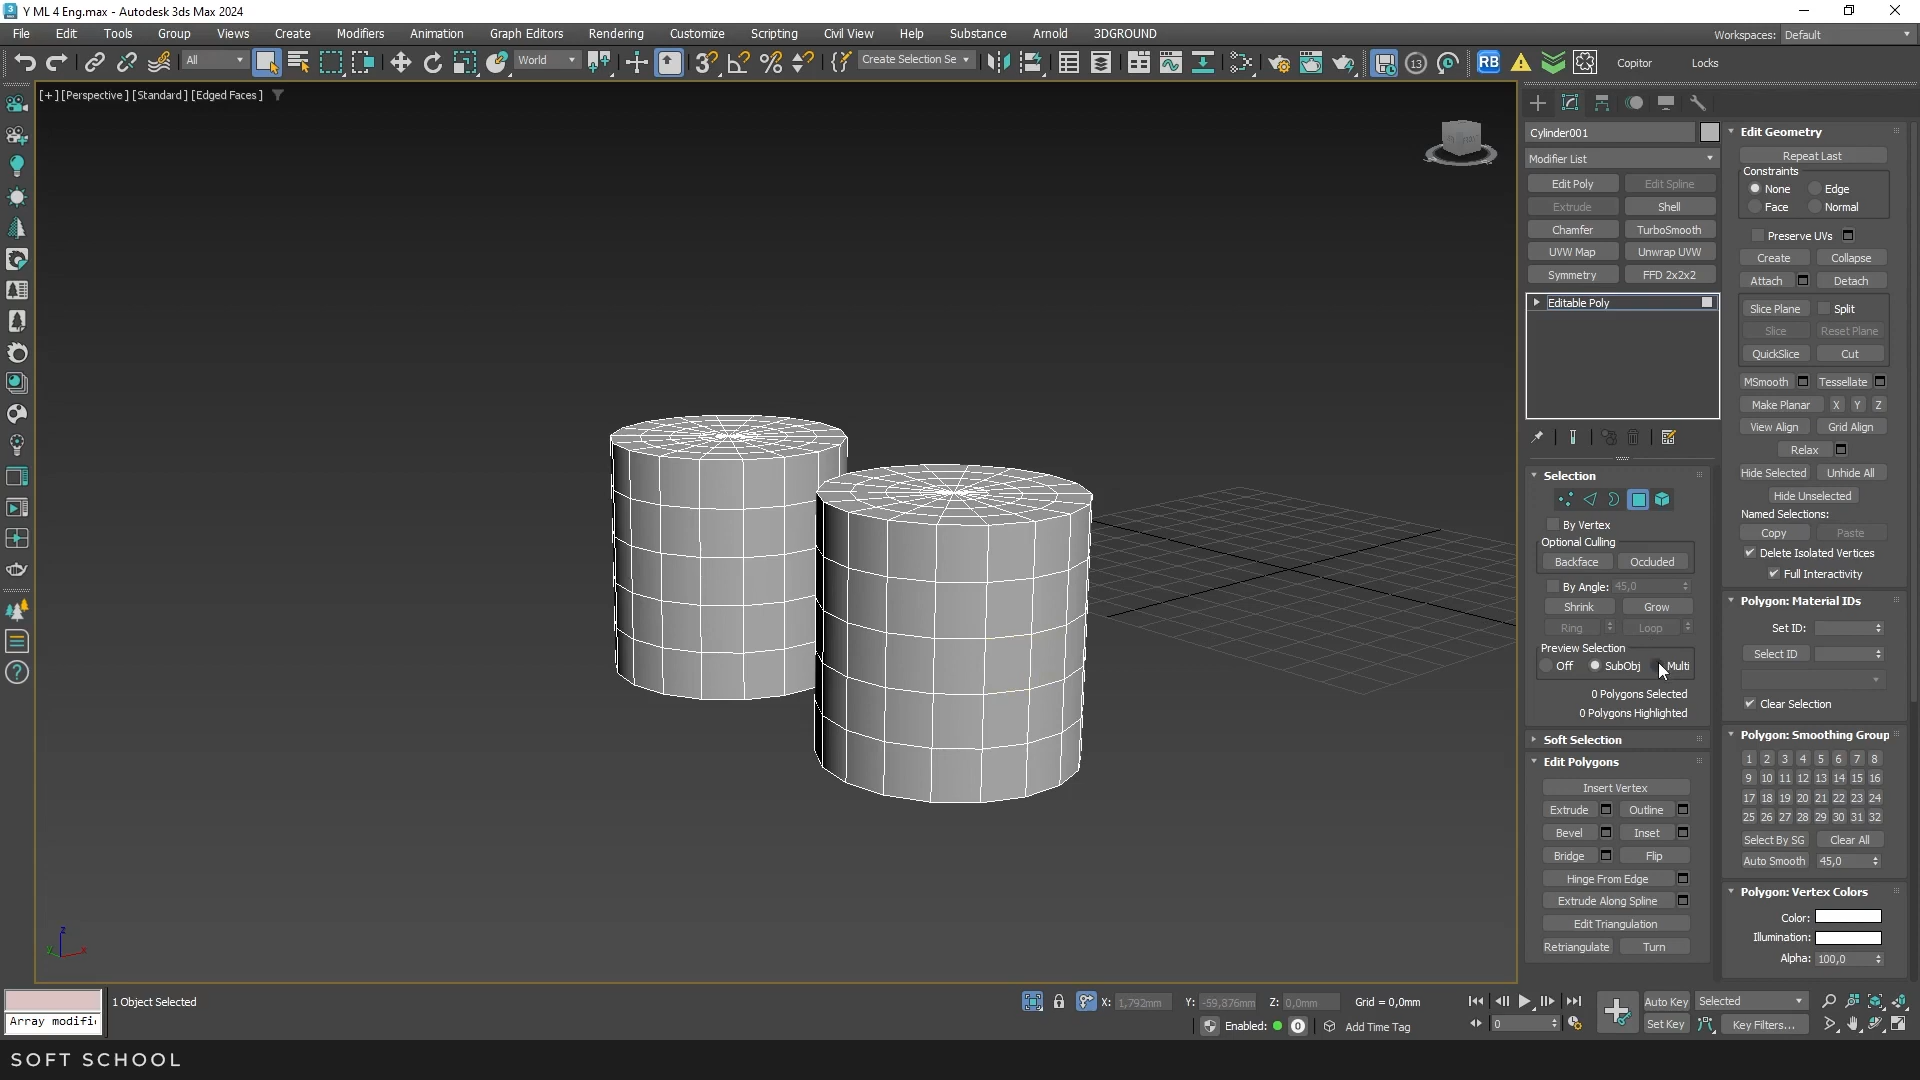 Y ML 4 Eng.max - Autodesk 3ds Max 2024
File Edit Tools Group Views Create Modifiers Animation Graph Editors Rendering Customize Scripting Civil View Help Substance Arnold 3DGROUND
Workspaces: Default
All World Create Selection Se RB Copitor Locks
[+] [Perspective] [Standard] [Edged Faces]
Cylinder001
Modifier List
Edit Poly Edit Spline
Extrude Shell
Chamfer TurboSmooth
UVW Map Unwrap UVW
Symmetry FFD 2x2x2
Editable Poly
Selection
By Vertex
Optional Culling
Backface Occluded
By Angle: 45,0
Shrink Grow
Ring Loop
Preview Selection
Off SubObj Multi
0 Polygons Selected
0 Polygons Highlighted
Soft Selection
Edit Polygons
Insert Vertex
Extrude Outline
Bevel Inset
Bridge Flip
Hinge From Edge
Extrude Along Spline
Edit Triangulation
Retriangulate Turn
Edit Geometry
Repeat Last
Constraints
None Edge
Face Normal
Preserve UVs
Create Collapse
Attach Detach
Slice Plane Split
Slice Reset Plane
QuickSlice Cut
MSmooth Tessellate
Make Planar X Y Z
View Align Grid Align
Relax
Hide Selected Unhide All
Hide Unselected
Named Selections:
Copy Paste
Delete Isolated Vertices
Full Interactivity
Polygon: Material IDs
Set ID:
Select ID
Clear Selection
Polygon: Smoothing Group
1 2 3 4 5 6 7 8
9 10 11 12 13 14 15 16
17 18 19 20 21 22 23 24
25 26 27 28 29 30 31 32
Select By SG Clear All
Auto Smooth 45,0
Polygon: Vertex Colors
Color:
Illumination:
Alpha: 100,0
z
y x
Array modifi
1 Object Selected
X: 1,792mm Y: -59,876mm Z: 0,0mm Grid = 0,0mm
Enabled: 0 Add Time Tag
0
Auto Key Selected
Set Key Key Filters...
SOFT SCHOOL